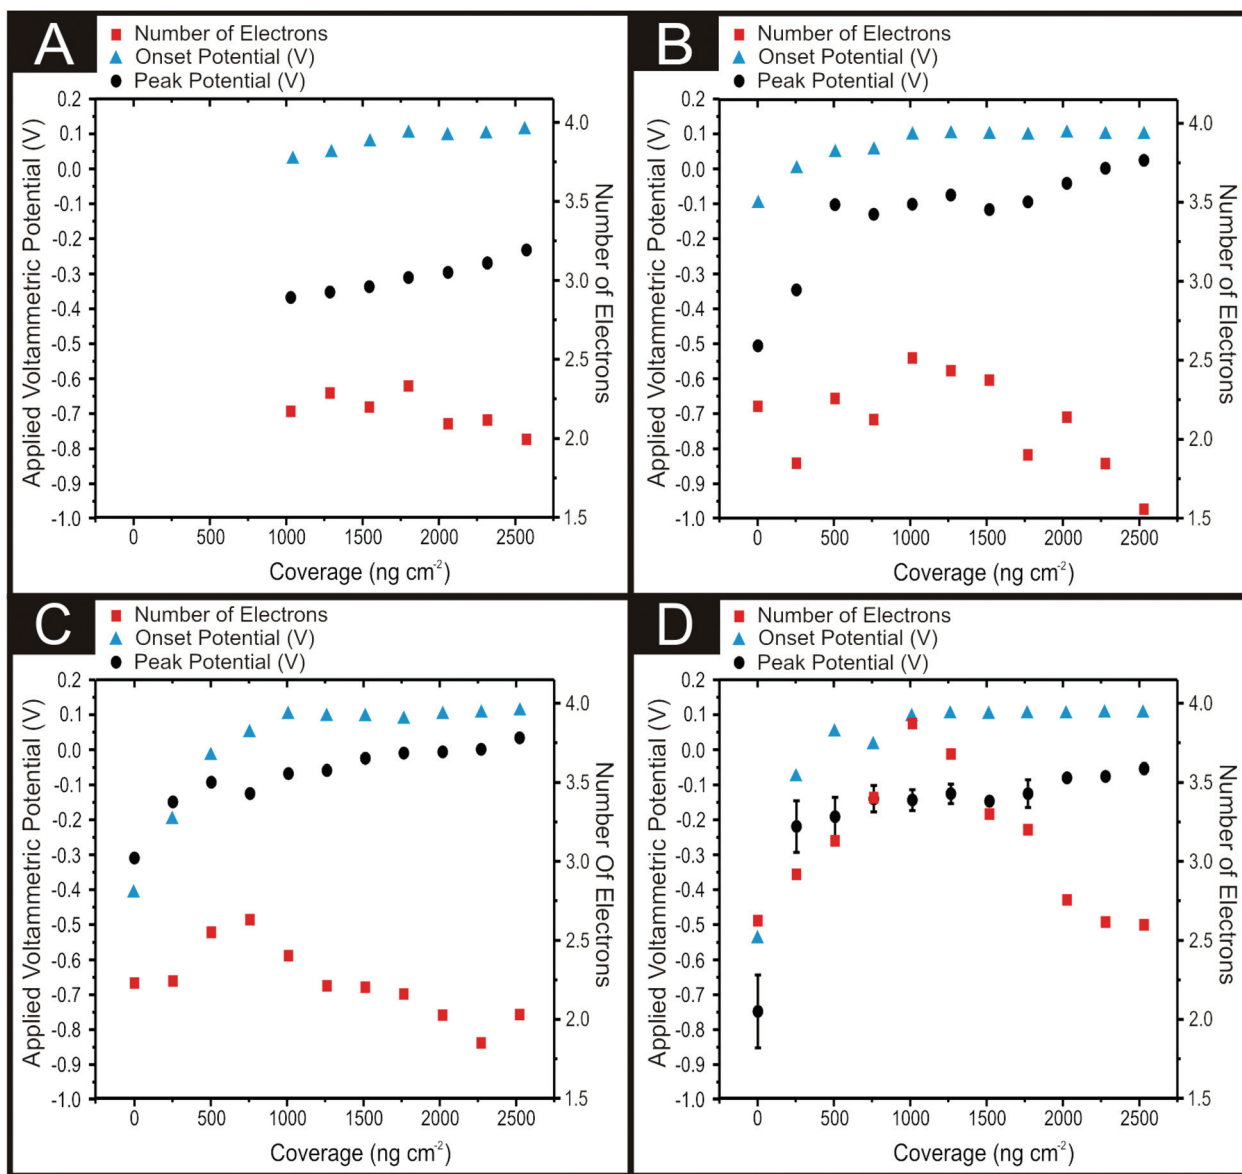 A
Number of Electrons
Onset Potential (V)
Peak Potential (V)
Applied Voltammetric Potential (V)
0.2
0.1
0.0
-0.1
-0.2
-0.3
-0.4
-0.5
-0.6
-0.7
-0.8
-0.9
-1.0
4.0
3.5
3.0
2.5
2.0
1.5
Number of Electrons
0 500 1000 1500 2000 2500
Coverage (ng cm⁻²)
B
Number of Electrons
Onset Potential (V)
Peak Potential (V)
Applied Voltammetric Potential (V)
0.2
0.1
0.0
-0.1
-0.2
-0.3
-0.4
-0.5
-0.6
-0.7
-0.8
-0.9
-1.0
4.0
3.5
3.0
2.5
2.0
1.5
Number of Electrons
0 500 1000 1500 2000 2500
Coverage (ng cm⁻²)
C
Number of Electrons
Onset Potential (V)
Peak Potential (V)
Applied Voltammetric Potential (V)
0.2
0.1
0.0
-0.1
-0.2
-0.3
-0.4
-0.5
-0.6
-0.7
-0.8
-0.9
-1.0
4.0
3.5
3.0
2.5
2.0
1.5
Number Of Electrons
0 500 1000 1500 2000 2500
Coverage (ng cm⁻²)
D
Number of Electrons
Onset Potential (V)
Peak Potential (V)
Applied Voltammetric Potential (V)
0.2
0.1
0.0
-0.1
-0.2
-0.3
-0.4
-0.5
-0.6
-0.7
-0.8
-0.9
-1.0
4.0
3.5
3.0
2.5
2.0
1.5
Number of Electrons
0 500 1000 1500 2000 2500
Coverage (ng cm⁻²)